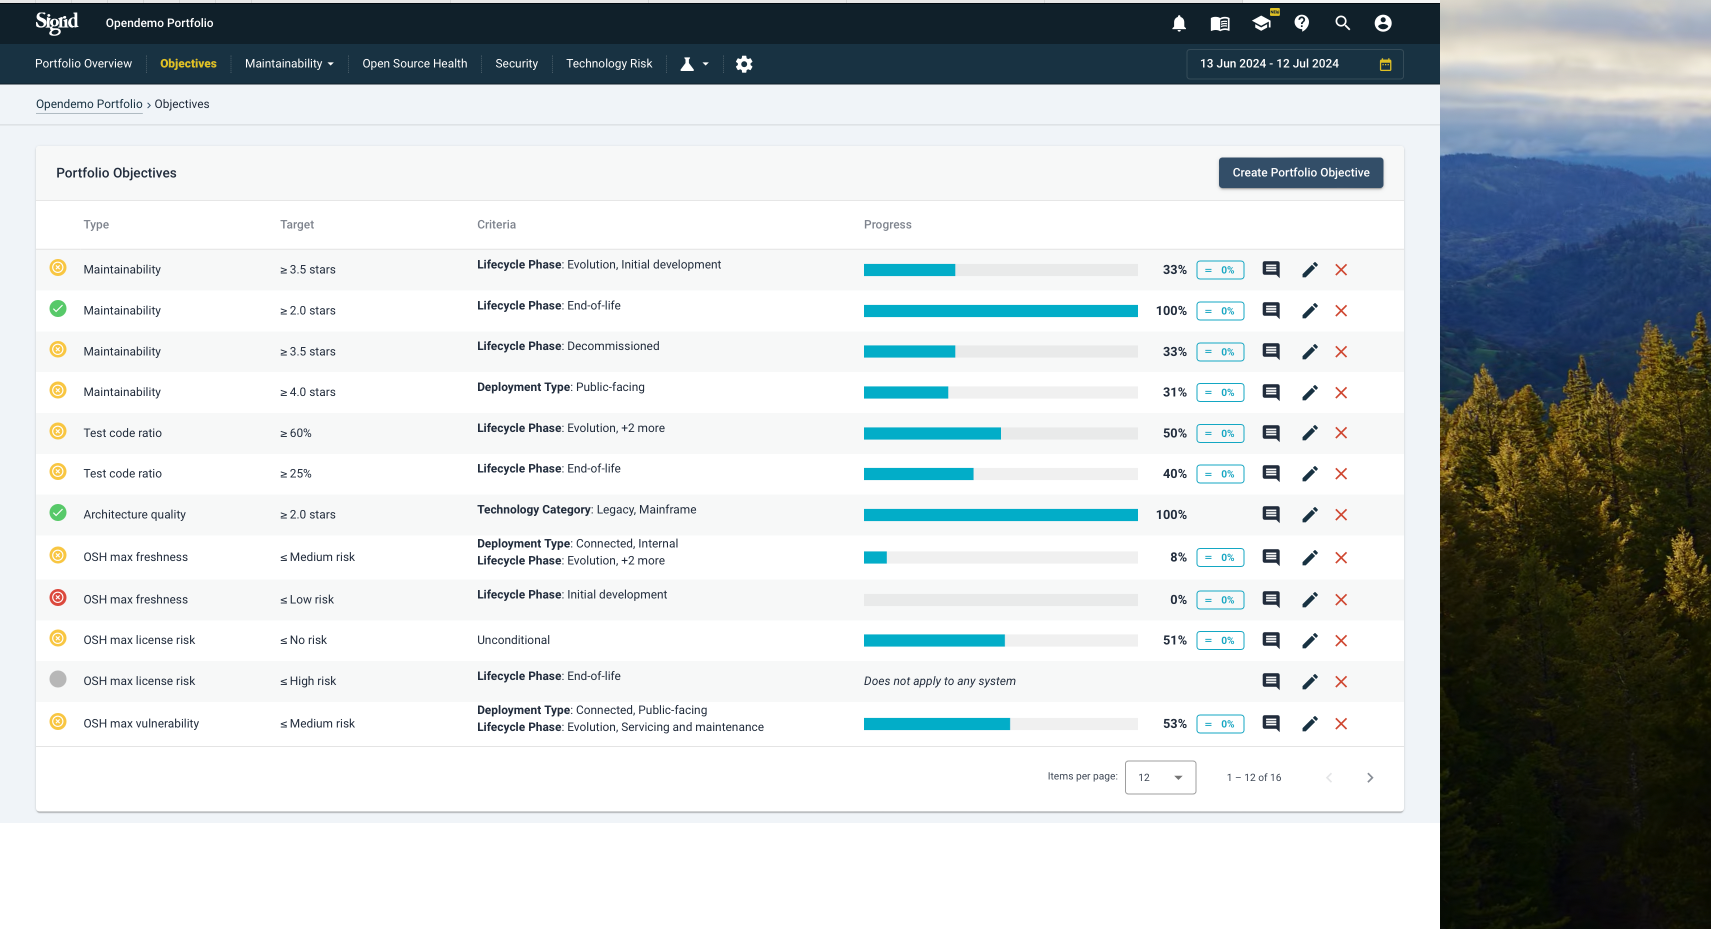 Sigrid
Opendemo Portfolio
NEW
Portfolio Overview
Objectives
Maintainability
Open Source Health
Security
Technology Risk
13 Jun 2024 - 12 Jul 2024
Opendemo Portfolio › Objectives
Portfolio Objectives
Create Portfolio Objective
Type Target Criteria Progress
Maintainability ≥ 3.5 stars Lifecycle Phase: Evolution, Initial development 33% = 0%
Maintainability ≥ 2.0 stars Lifecycle Phase: End-of-life 100% = 0%
Maintainability ≥ 3.5 stars Lifecycle Phase: Decommissioned 33% = 0%
Maintainability ≥ 4.0 stars Deployment Type: Public-facing 31% = 0%
Test code ratio ≥ 60% Lifecycle Phase: Evolution, +2 more 50% = 0%
Test code ratio ≥ 25% Lifecycle Phase: End-of-life 40% = 0%
Architecture quality ≥ 2.0 stars Technology Category: Legacy, Mainframe 100%
OSH max freshness ≤ Medium risk Deployment Type: Connected, Internal
Lifecycle Phase: Evolution, +2 more 8% = 0%
OSH max freshness ≤ Low risk Lifecycle Phase: Initial development 0% = 0%
OSH max license risk ≤ No risk Unconditional 51% = 0%
OSH max license risk ≤ High risk Lifecycle Phase: End-of-life Does not apply to any system
OSH max vulnerability ≤ Medium risk Deployment Type: Connected, Public-facing
Lifecycle Phase: Evolution, Servicing and maintenance 53% = 0%
Items per page: 12 1 – 12 of 16